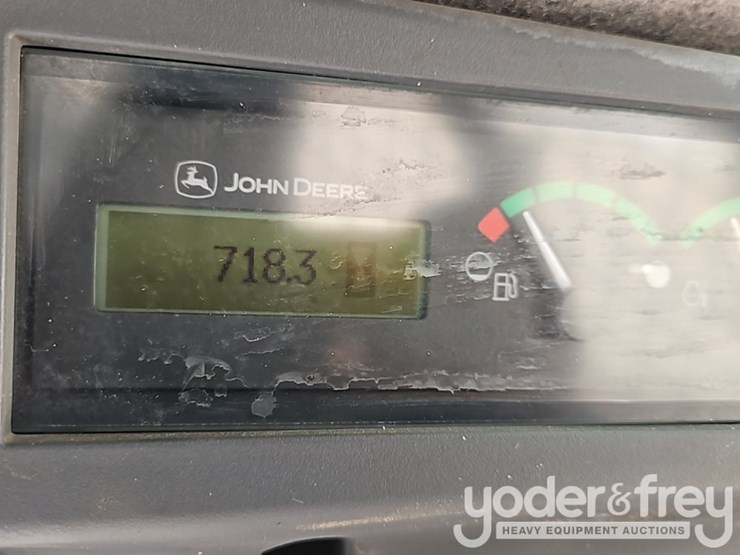 JOHN DEERE
718.3
yoder&frey
HEAVY EQUIPMENT AUCTIONS